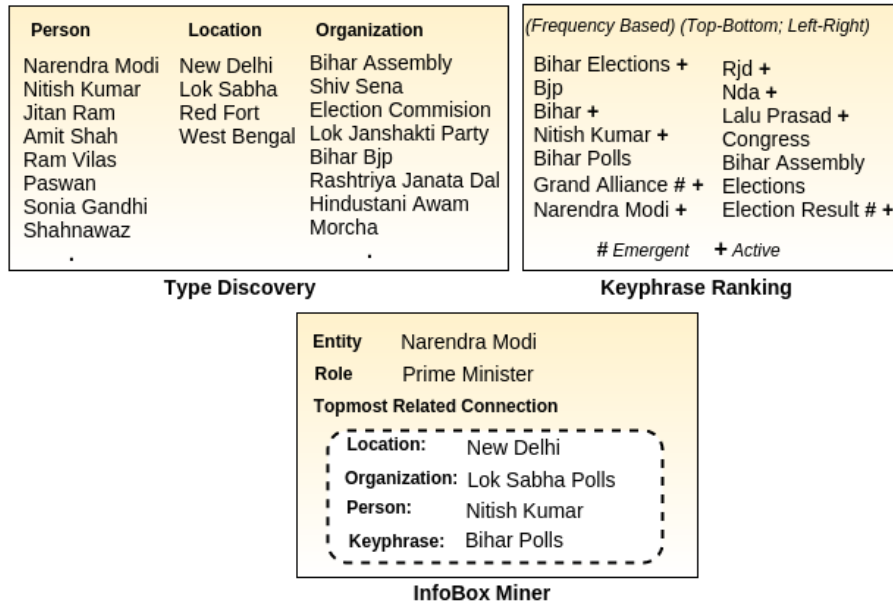 Person Location Organization
Narendra Modi New Delhi Bihar Assembly
Nitish Kumar Lok Sabha Shiv Sena
Jitan Ram Red Fort Election Commision
Amit Shah West Bengal Lok Janshakti Party
Ram Vilas Bihar Bjp
Paswan Rashtriya Janata Dal
Sonia Gandhi Hindustani Awam
Shahnawaz Morcha
. .
Type Discovery
(Frequency Based) (Top-Bottom; Left-Right)
Bihar Elections + Rjd +
Bjp Nda +
Bihar + Lalu Prasad +
Nitish Kumar + Congress
Bihar Polls Bihar Assembly
Grand Alliance # + Elections
Narendra Modi + Election Result # +
# Emergent + Active
Keyphrase Ranking
Entity Narendra Modi
Role Prime Minister
Topmost Related Connection
Location: New Delhi
Organization: Lok Sabha Polls
Person: Nitish Kumar
Keyphrase: Bihar Polls
InfoBox Miner